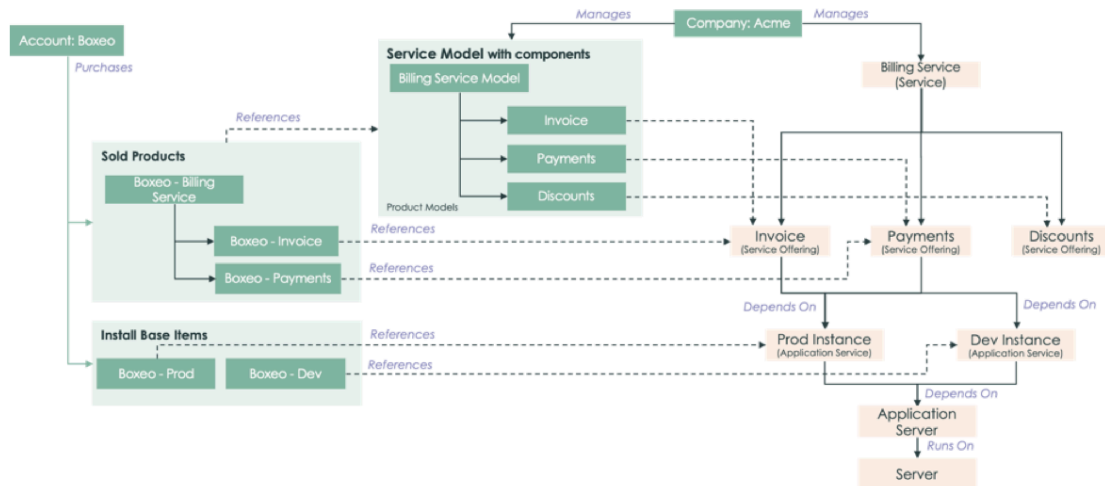 Manages
Company: Acme
Manages
Account: Boxeo
Purchases
Service Model with components
Billing Service Model
Invoice
Payments
Discounts
Product Models
Billing Service
(Service)
References
Sold Products
Boxeo - Billing
Service
Boxeo - Invoice
Boxeo - Payments
References
References
Invoice
(Service Offering)
Payments
(Service Offering)
Discounts
(Service Offering)
Depends On
Depends On
Install Base Items
Boxeo - Prod
Boxeo - Dev
References
References
Prod Instance
(Application Service)
Dev Instance
(Application Service)
Depends On
Application
Server
Runs On
Server